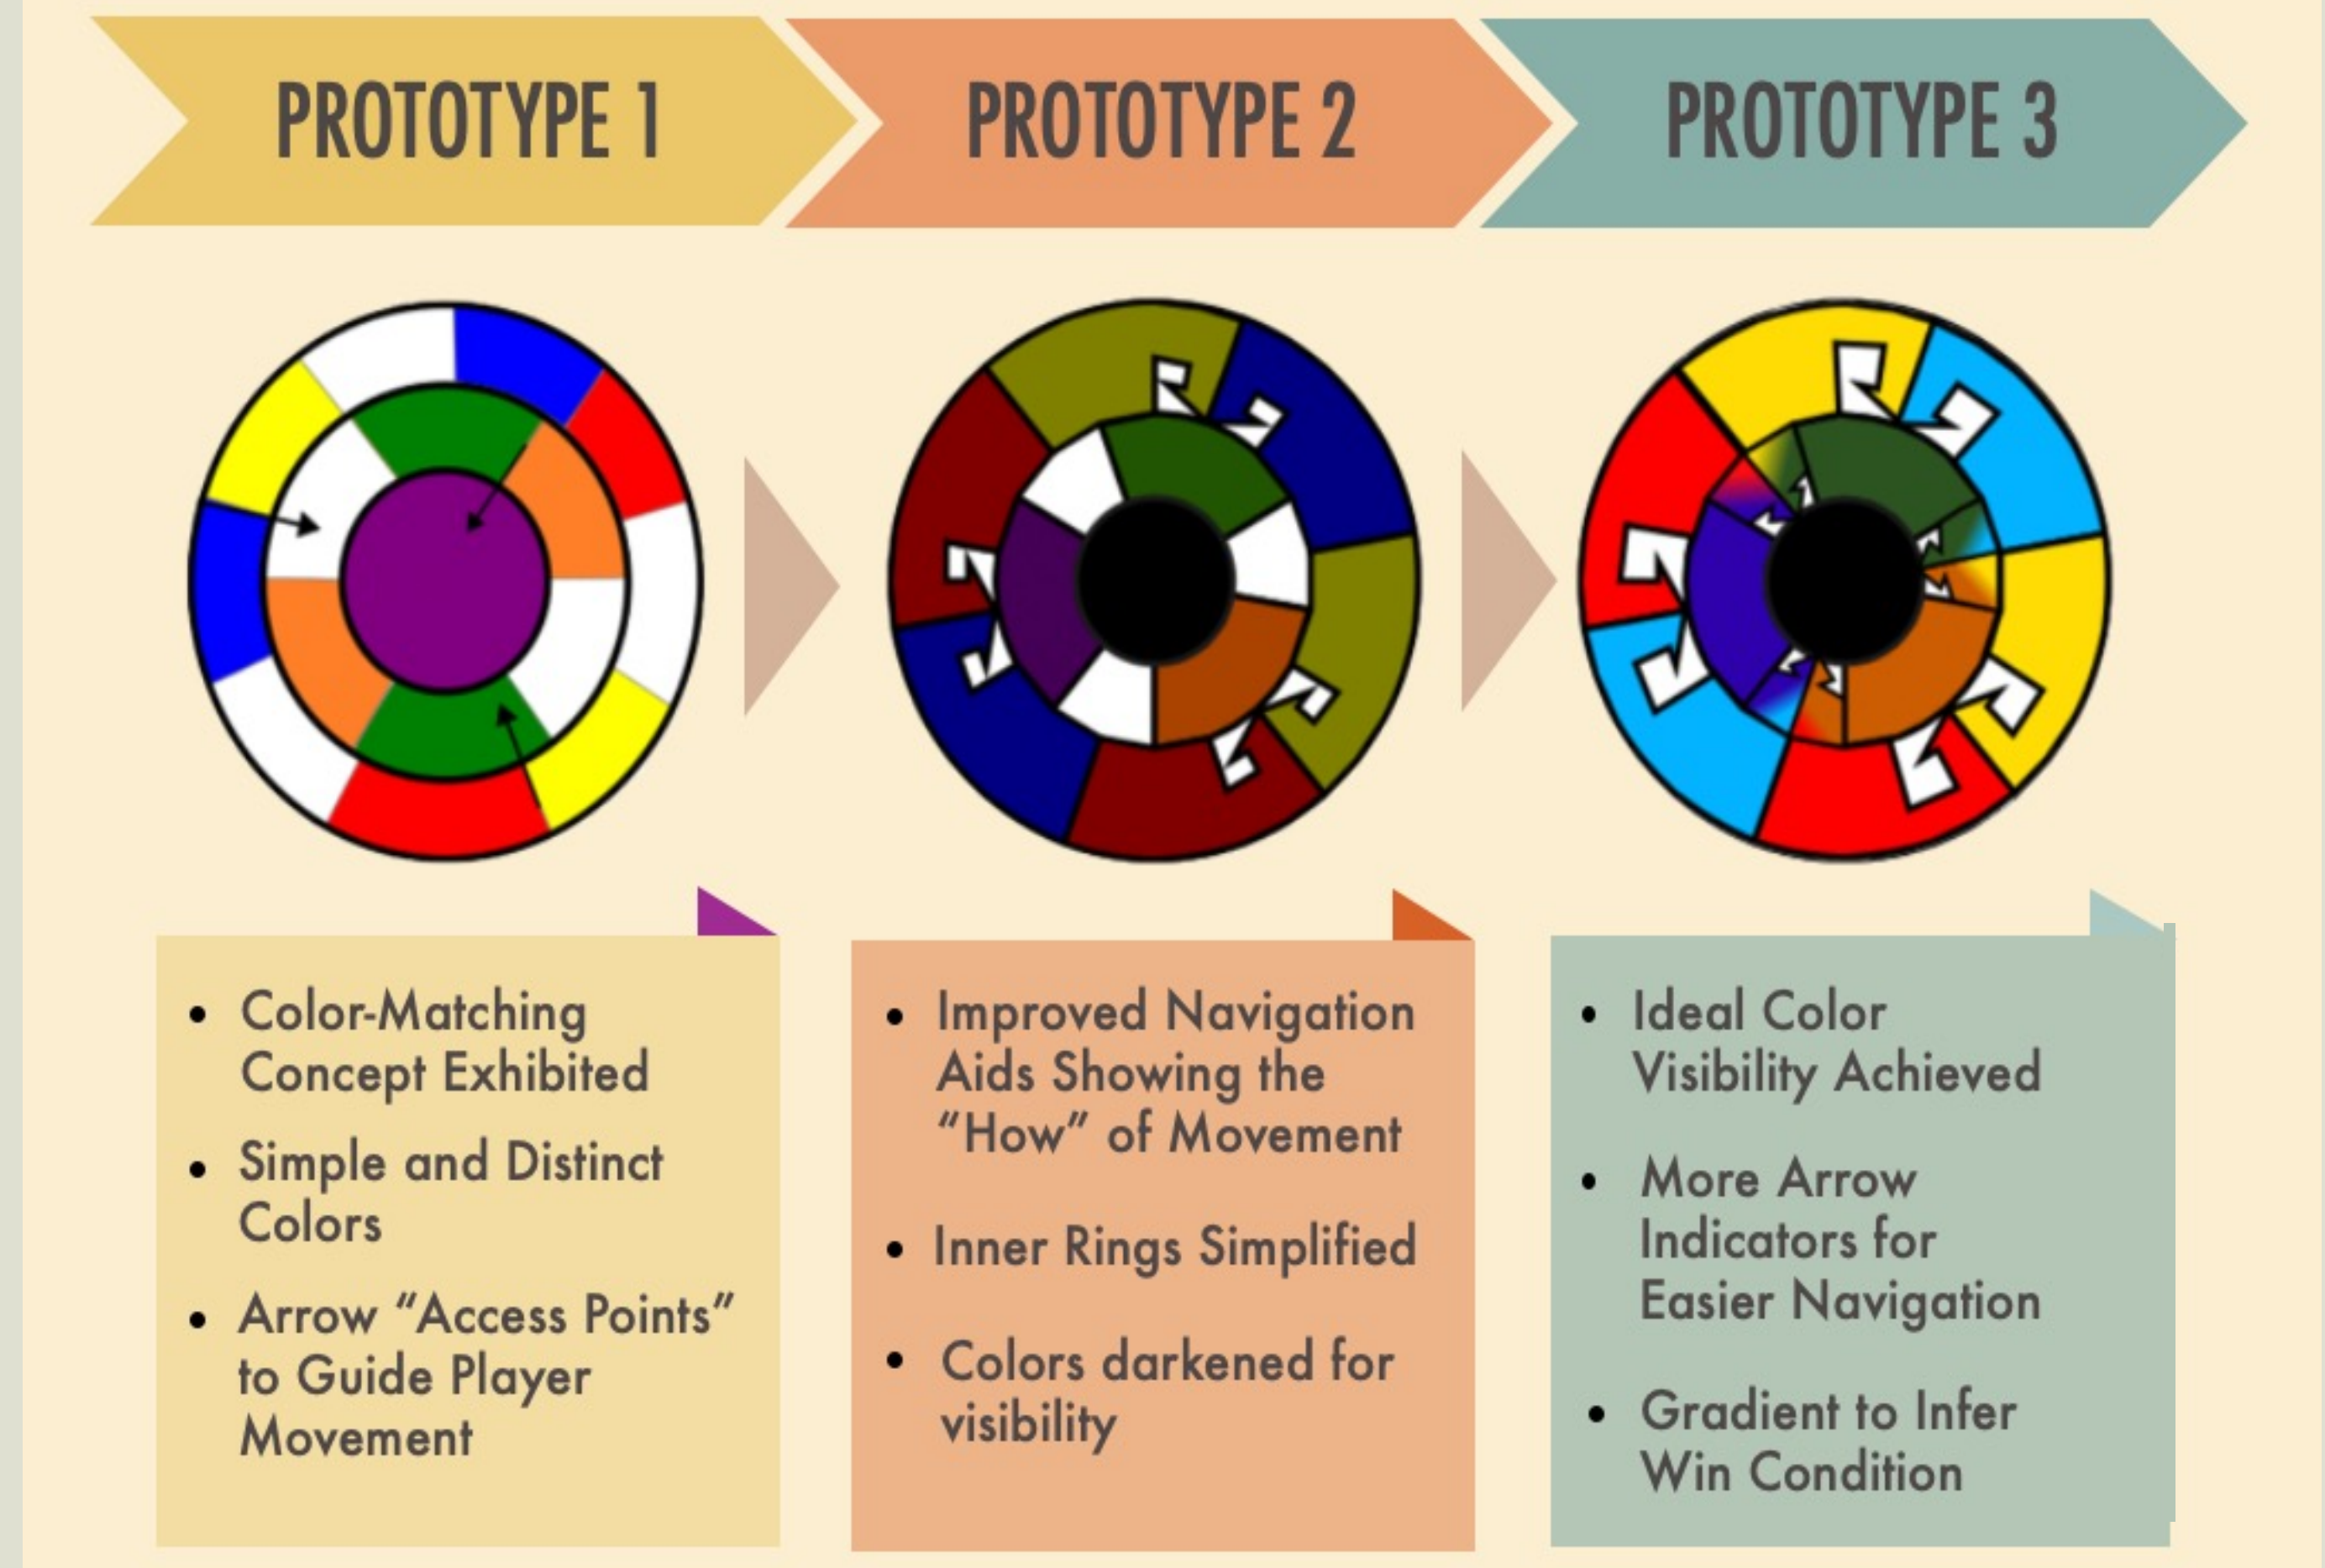 PROTOTYPE 1
PROTOTYPE 2
PROTOTYPE 3
• Color-Matching
Concept Exhibited
• Simple and Distinct
Colors
• Arrow “Access Points”
to Guide Player
Movement
• Improved Navigation
Aids Showing the
“How” of Movement
• Inner Rings Simplified
• Colors darkened for
visibility
• Ideal Color
Visibility Achieved
• More Arrow
Indicators for
Easier Navigation
• Gradient to Infer
Win Condition